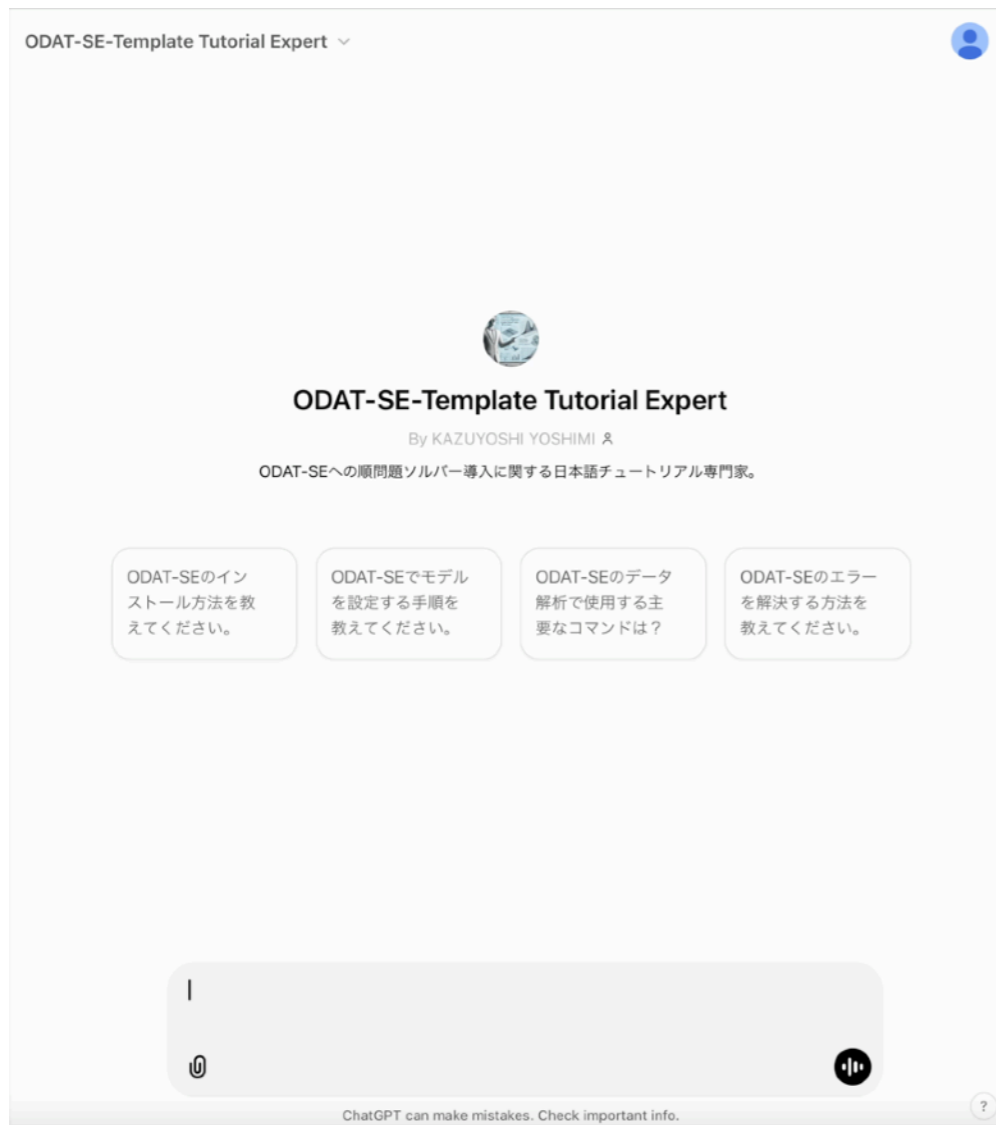 ODAT-SE-Template Tutorial Expert
ODAT-SE-Template Tutorial Expert
By KAZUYOSHI YOSHIMI
ODAT-SEへの順問題ソルバー導入に関する日本語チュートリアル専門家。
ODAT-SEのイン
ストール方法を教
えてください。
ODAT-SEでモデル
を設定する手順を
教えてください。
ODAT-SEのデータ
解析で使用する主
要なコマンドは？
ODAT-SEのエラー
を解決する方法を
教えてください。
ChatGPT can make mistakes. Check important info.
?